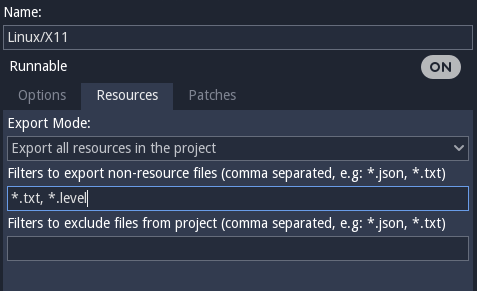 Name:
Linux/X11
Runnable
ON
Options Resources Patches
Export Mode:
Export all resources in the project
Filters to export non-resource files (comma separated, e.g: *.json, *.txt)
*.txt, *.level
Filters to exclude files from project (comma separated, e.g: *.json, *.txt)